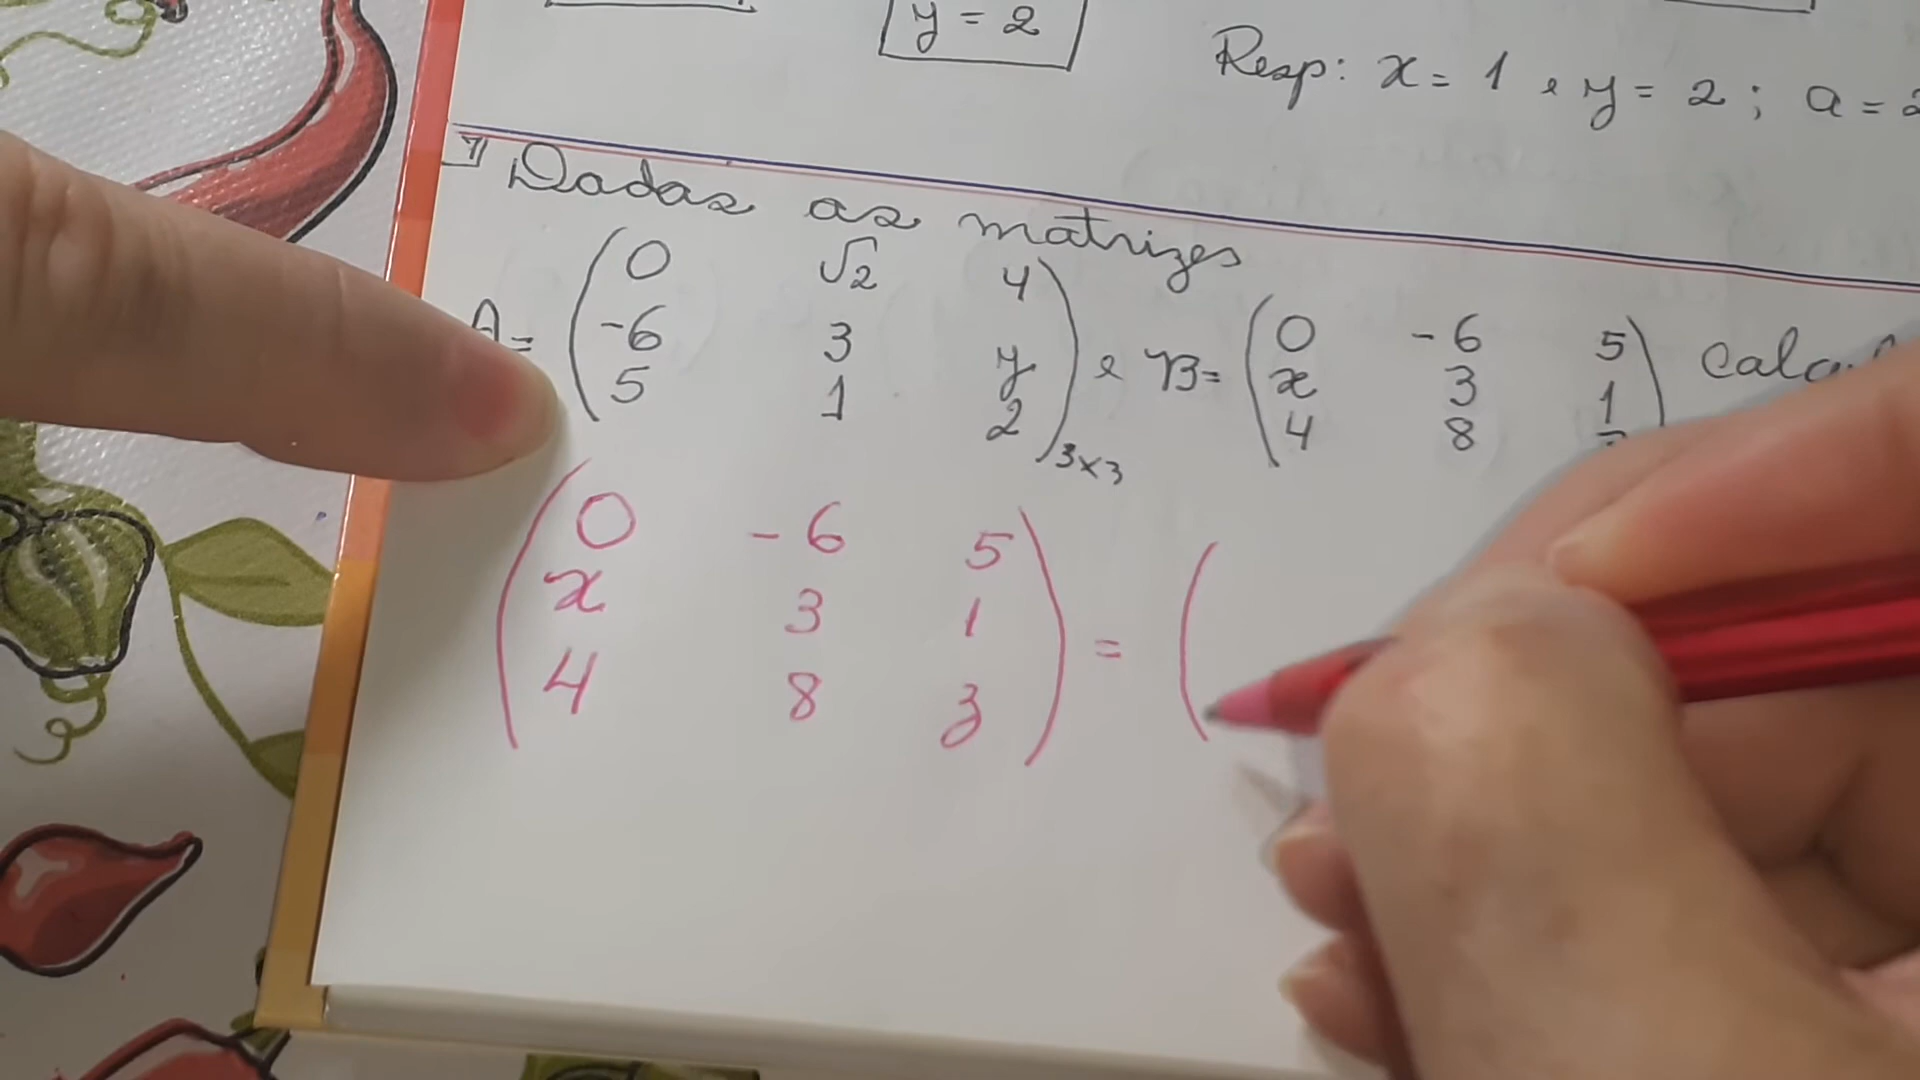 y = 2
Resp: x = 1 e y = 2 ; a = 2
7 Dadas as matrizes
A = ( 0 √2 4
-6 3 y
5 1 2 ) 3x3 e B = ( 0 -6 5
x 3 1
4 8
( 0 -6 5
x 3 1
4 8 z ) = (